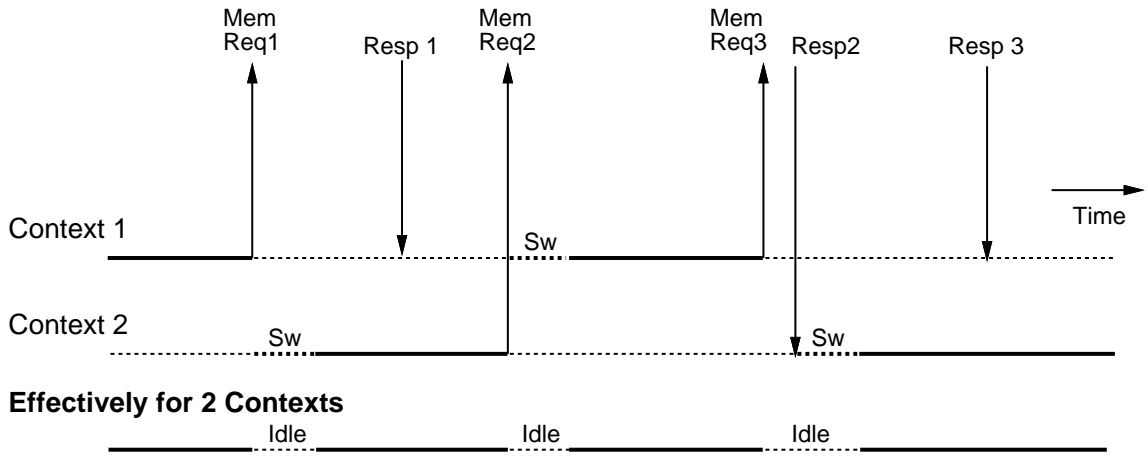 Mem Mem Mem
Req1 Resp 1 Req2 Req3 Resp2 Resp 3
Time
Context 1
Sw
Context 2
Sw Sw
Effectively for 2 Contexts
Idle Idle Idle